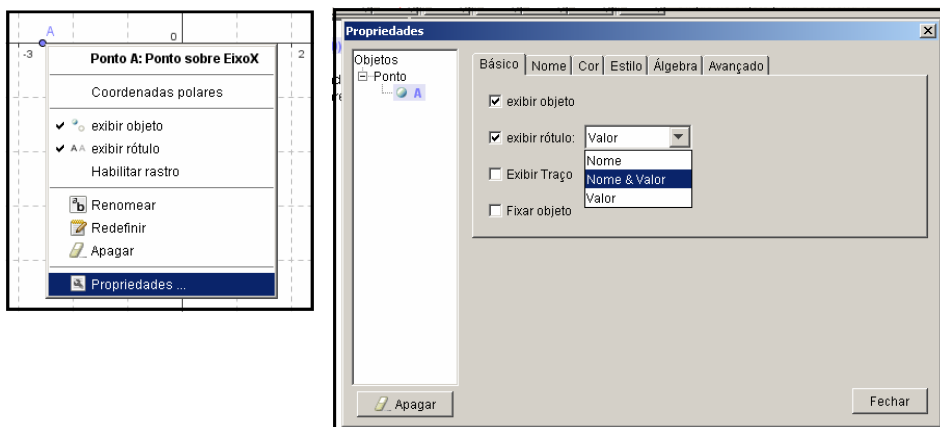 A
0
-3
2
Ponto A: Ponto sobre EixoX
Coordenadas polares
exibir objeto
AA exibir rótulo
Habilitar rastro
ab Renomear
Redefinir
Apagar
Propriedades ...
Propriedades
Objetos
Ponto
A
Básico Nome Cor Estilo Álgebra Avançado
exibir objeto
exibir rótulo: Valor
Nome
Exibir Traço Nome & Valor
Valor
Fixar objeto
Apagar
Fechar